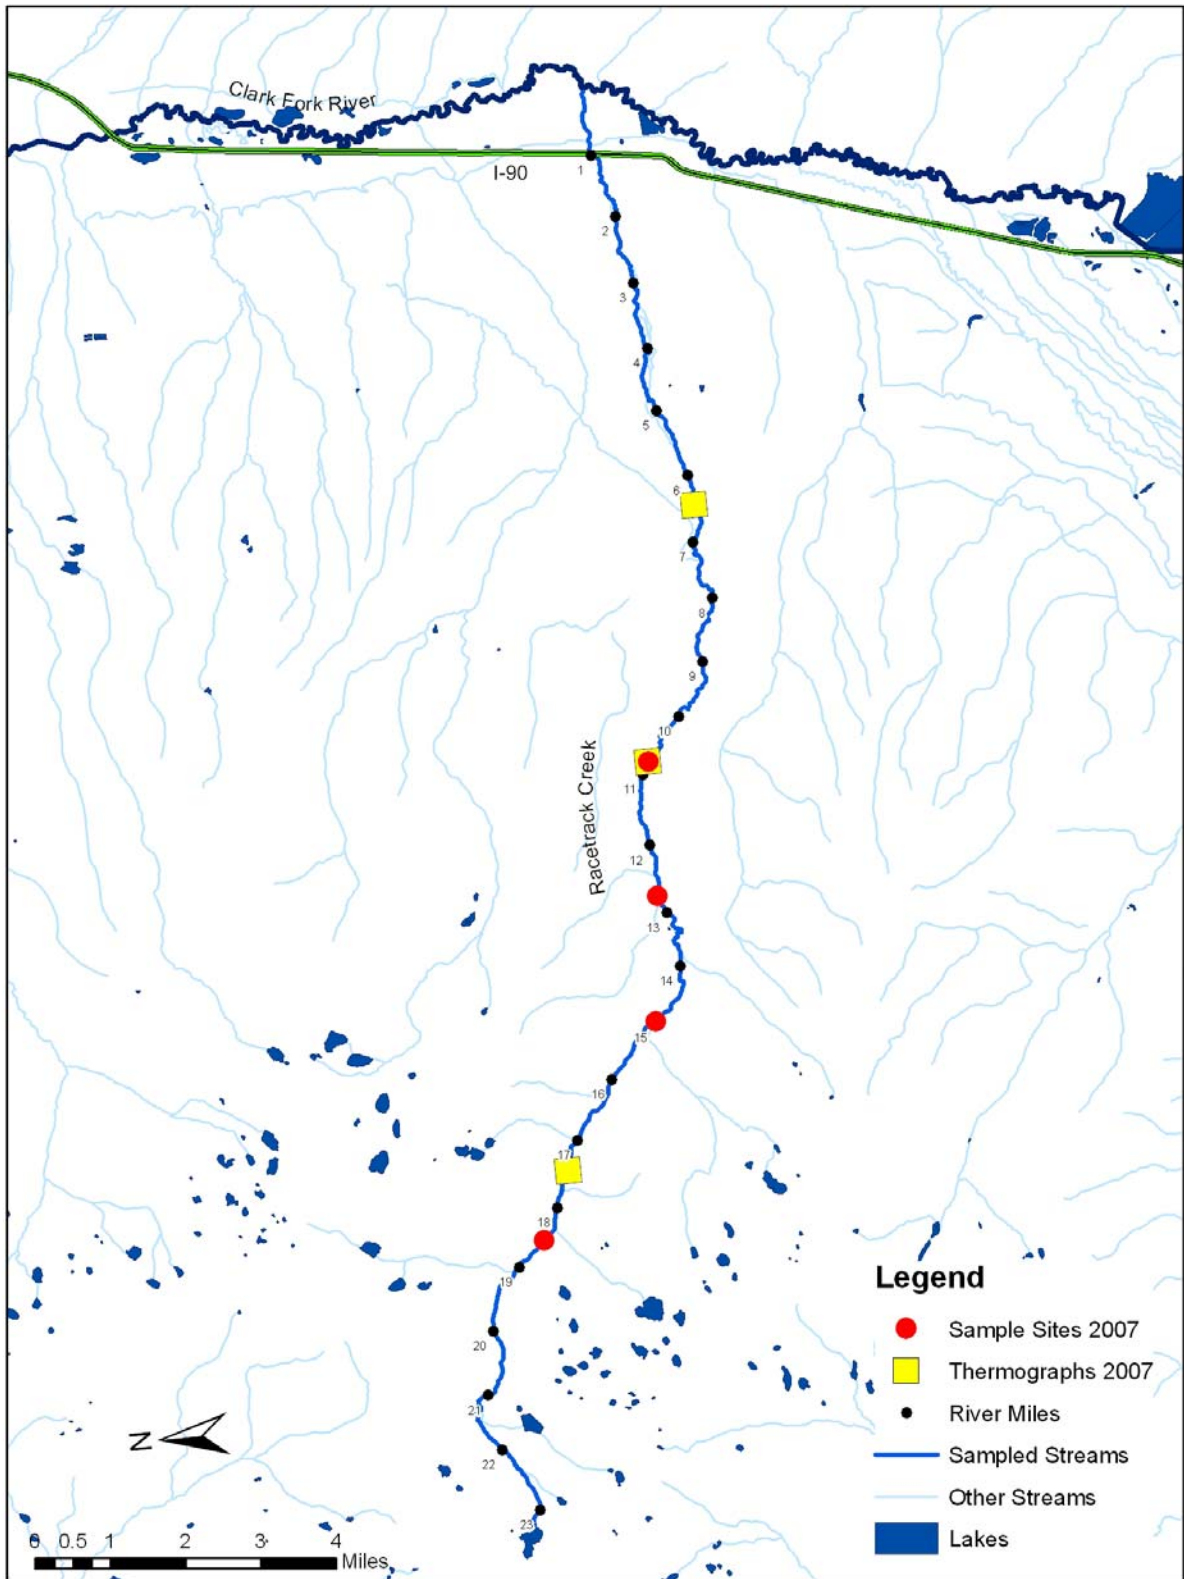 Clark Fork River
I-90
1
2
3
4
5
6
7
8
9
10
11
12
13
14
15
16
17
18
19
20
21
22
23
Racetrack Creek
N
0 0.5 1 2 3 4
Miles
Legend
Sample Sites 2007
Thermographs 2007
River Miles
Sampled Streams
Other Streams
Lakes